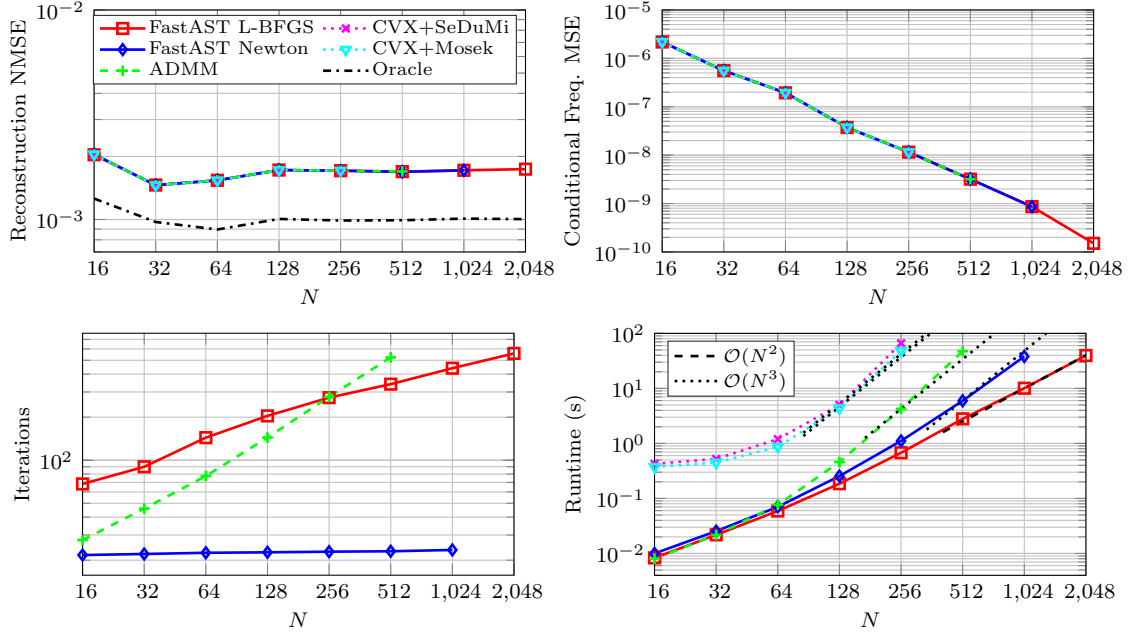 10^{-2}
10^{-3}
Reconstruction NMSE
FastAST L-BFGS
FastAST Newton
ADMM
CVX+SeDuMi
CVX+Mosek
Oracle
16 32 64 128 256 512 1,024 2,048
N
10^{-5}
10^{-6}
10^{-7}
10^{-8}
10^{-9}
10^{-10}
Conditional Freq. MSE
16 32 64 128 256 512 1,024 2,048
N
10^2
Iterations
16 32 64 128 256 512 1,024 2,048
N
10^2
10^1
10^0
10^{-1}
10^{-2}
Runtime (s)
𝒪(N^2)
𝒪(N^3)
16 32 64 128 256 512 1,024 2,048
N